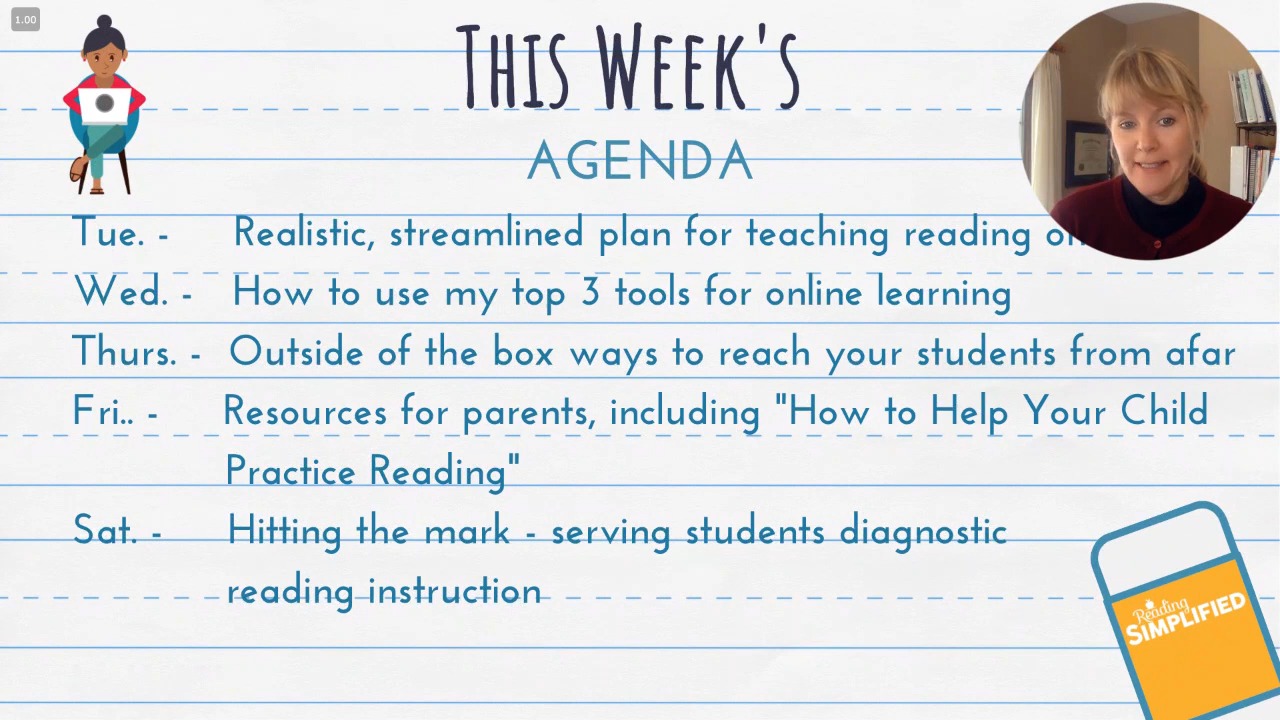 1.00
THIS WEEK'S
AGENDA
Tue. - Realistic, streamlined plan for teaching reading
Wed. - How to use my top 3 tools for online learning
Thurs. - Outside of the box ways to reach your students from afar
Fri.. - Resources for parents, including "How to Help Your Child
Practice Reading"
Sat. - Hitting the mark - serving students diagnostic
reading instruction
Reading
SIMPLIFIED